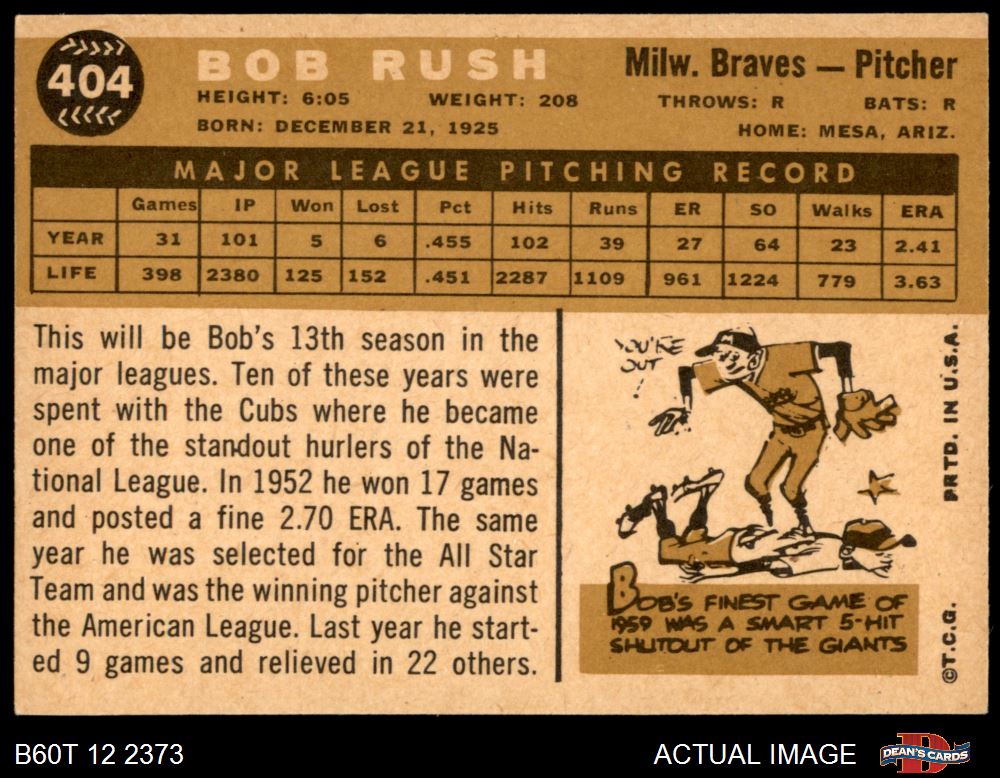 404
BOB RUSH
Milw. Braves — Pitcher
HEIGHT: 6:05 WEIGHT: 208 THROWS: R BATS: R
BORN: DECEMBER 21, 1925 HOME: MESA, ARIZ.
MAJOR LEAGUE PITCHING RECORD
Games IP Won Lost Pct Hits Runs ER SO Walks ERA
YEAR 31 101 5 6 .455 102 39 27 64 23 2.41
LIFE 398 2380 125 152 .451 2287 1109 961 1224 779 3.63
This will be Bob's 13th season in the
major leagues. Ten of these years were
spent with the Cubs where he became
one of the standout hurlers of the Na-
tional League. In 1952 he won 17 games
and posted a fine 2.70 ERA. The same
year he was selected for the All Star
Team and was the winning pitcher against
the American League. Last year he start-
ed 9 games and relieved in 22 others.
YOU'RE
OUT
!
BOB'S FINEST GAME OF
1959 WAS A SMART 5-HIT
SHUTOUT OF THE GIANTS
©T.C.G. PRTD. IN U.S.A.
B60T 12 2373
ACTUAL IMAGE
D
DEAN'S CARDS